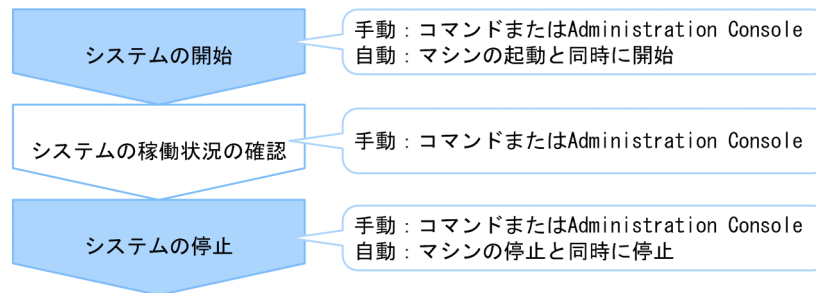 システムの開始
手動：コマンドまたはAdministration Console
自動：マシンの起動と同時に開始
システムの稼働状況の確認
手動：コマンドまたはAdministration Console
システムの停止
手動：コマンドまたはAdministration Console
自動：マシンの停止と同時に停止